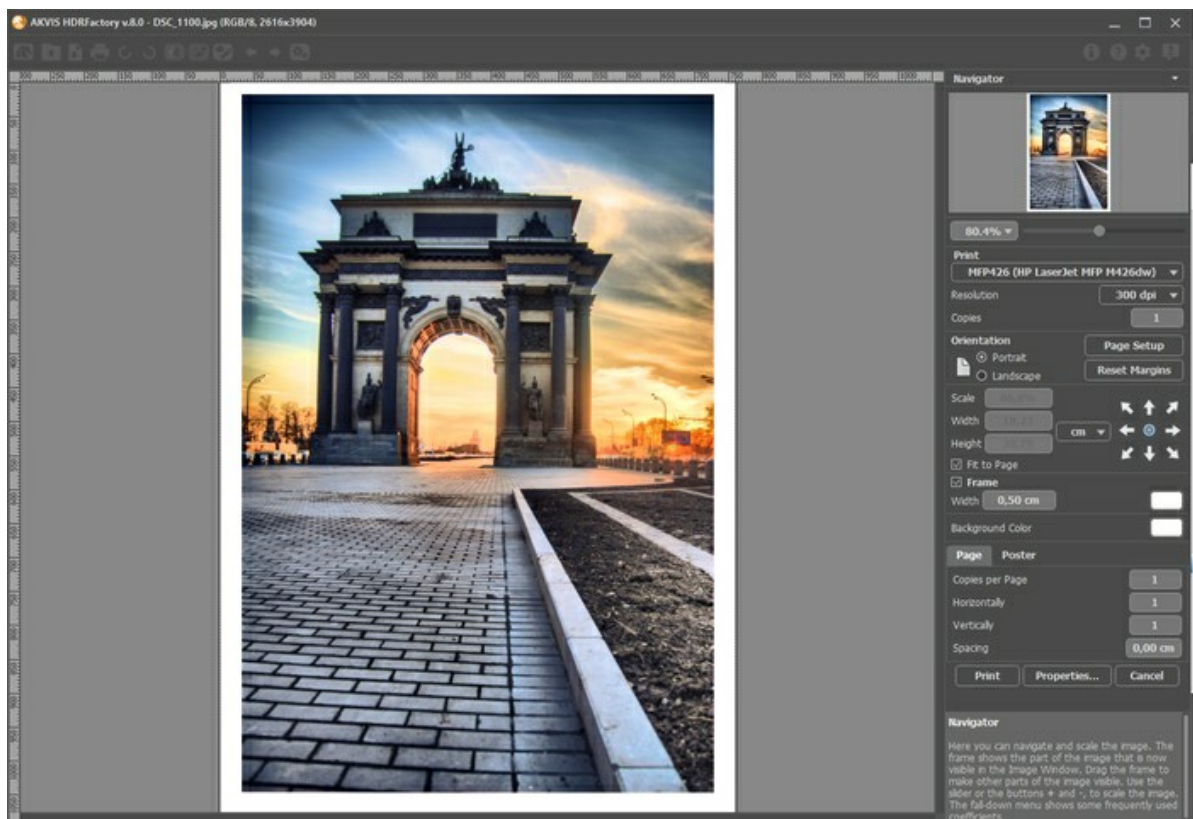 AKVIS HDRFactory v.8.0 - DSC_1100.jpg (RGB/8, 2616x3904)
Navigator
80.4%
Print
MFP426 (HP LaserJet MFP M426dw)
Resolution 300 dpi
Copies 1
Orientation
Page Setup
Portrait
Landscape
Reset Margins
Scale
Width
cm
Height
Fit to Page
Frame
Width 0,50 cm
Background Color
Page Poster
Copies per Page 1
Horizontally 1
Vertically 1
Spacing 0,00 cm
Print Properties... Cancel
Navigator
Here you can navigate and scale the image. The
frame shows the part of the image that is now
visible in the Image Window. Drag the frame to
make other parts of the image visible. Use the
slider or the buttons + and -, to scale the image.
The fall-down menu shows some frequently used
coefficients.